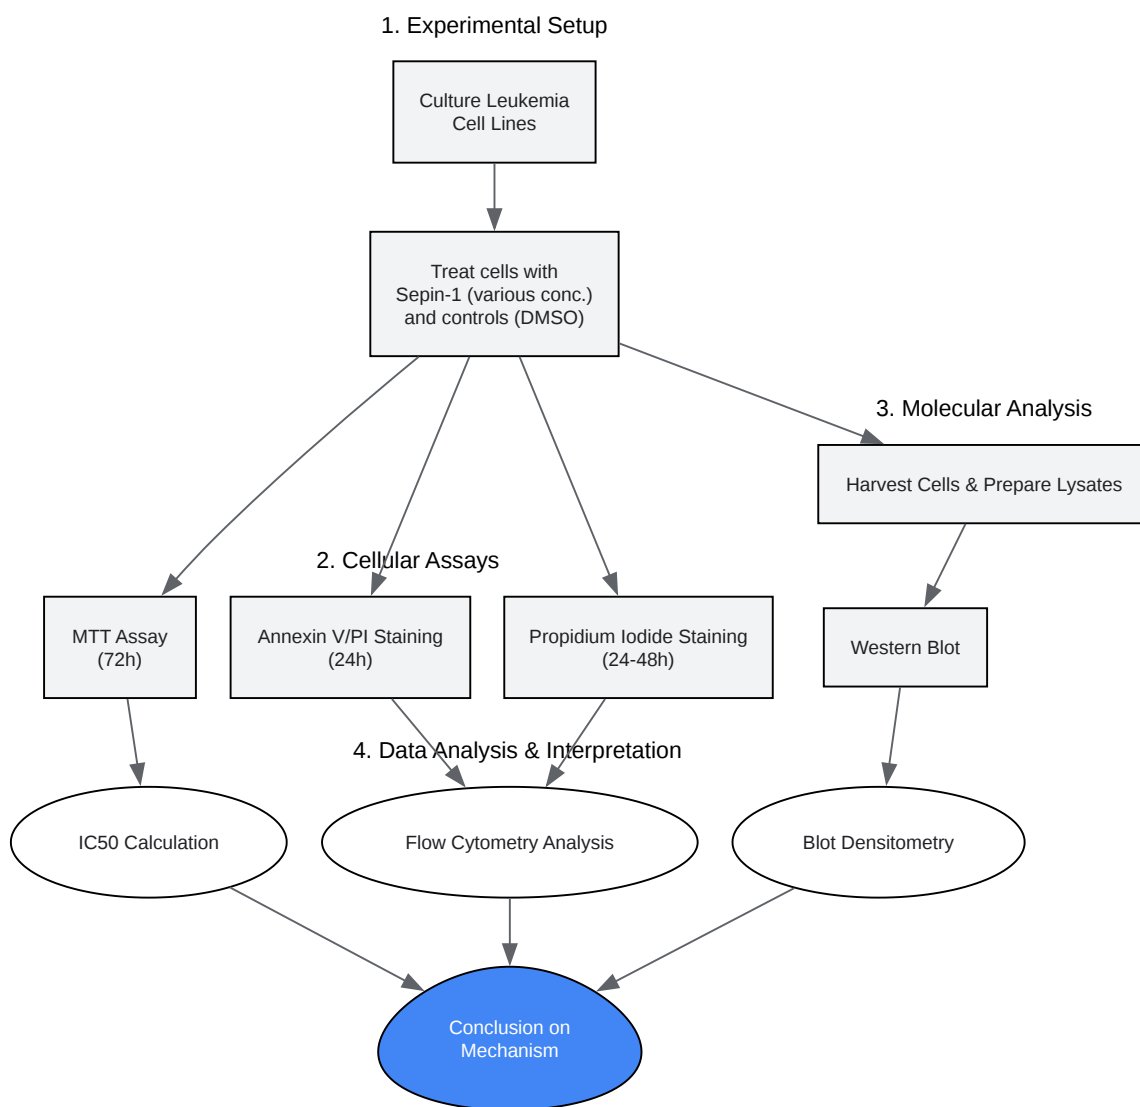 1. Experimental Setup
Culture Leukemia
Cell Lines
Treat cells with
Sepin-1 (various conc.)
and controls (DMSO)
3. Molecular Analysis
Harvest Cells & Prepare Lysates
2. Cellular Assays
MTT Assay
(72h)
Annexin V/PI Staining
(24h)
Propidium Iodide Staining
(24-48h)
Western Blot
4. Data Analysis & Interpretation
IC50 Calculation
Flow Cytometry Analysis
Blot Densitometry
Conclusion on
Mechanism